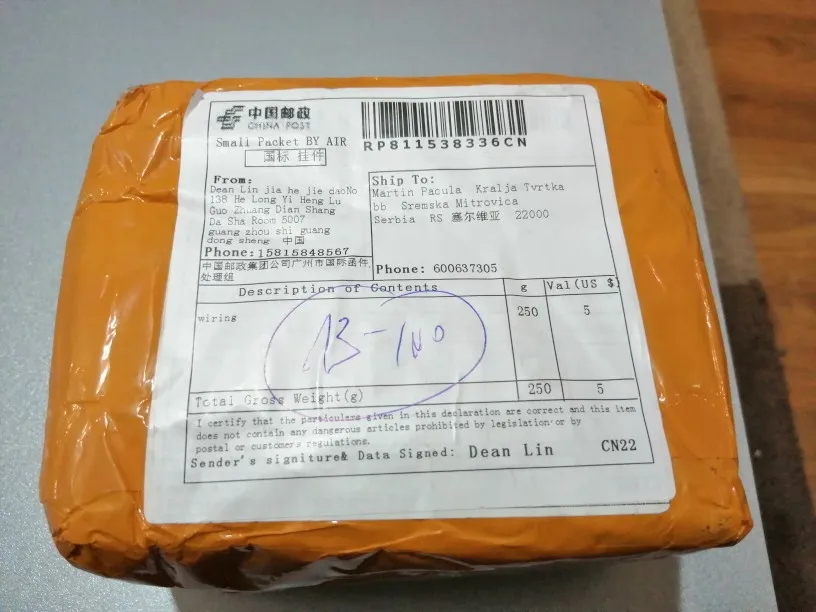 中国邮政
CHINA POST
Small Packet BY AIR
国标 挂件
RP811538336CN
From:
Dean Lin jia he jie daoNo
138 He Long Yi Heng Lu
Guo Zhuang Dian Shang
Da Sha Room 5007
guang zhou shi guang
dong sheng 中国
Phone:15815848567
中国邮政集团公司广州市国际函件,
处理组
Ship To:
Martin Pacula Kralja Tvrtka
bb Sremska Mitrovica
Serbia RS 塞尔维亚 22000
Phone: 600637305
Description of Contents g Val(US $)
wiring 250 5
Total Gross Weight(g) 250 5
I certify that the particulars given in this declaration are correct and this item
does not contain any dangerous articles prohibited by legislation or by
postal or customers regulations.
Sender's signiture& Data Signed: Dean Lin CN22